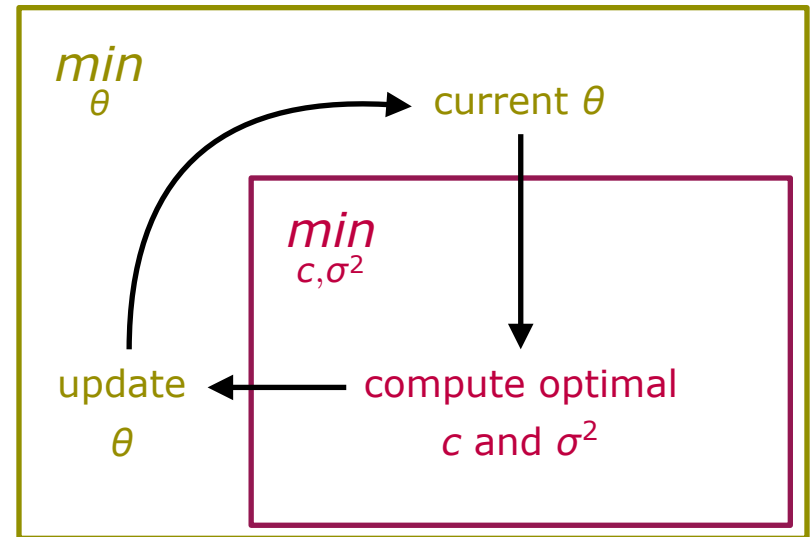 min
θ
current θ
min
c,σ²
update
θ
compute optimal
c and σ²